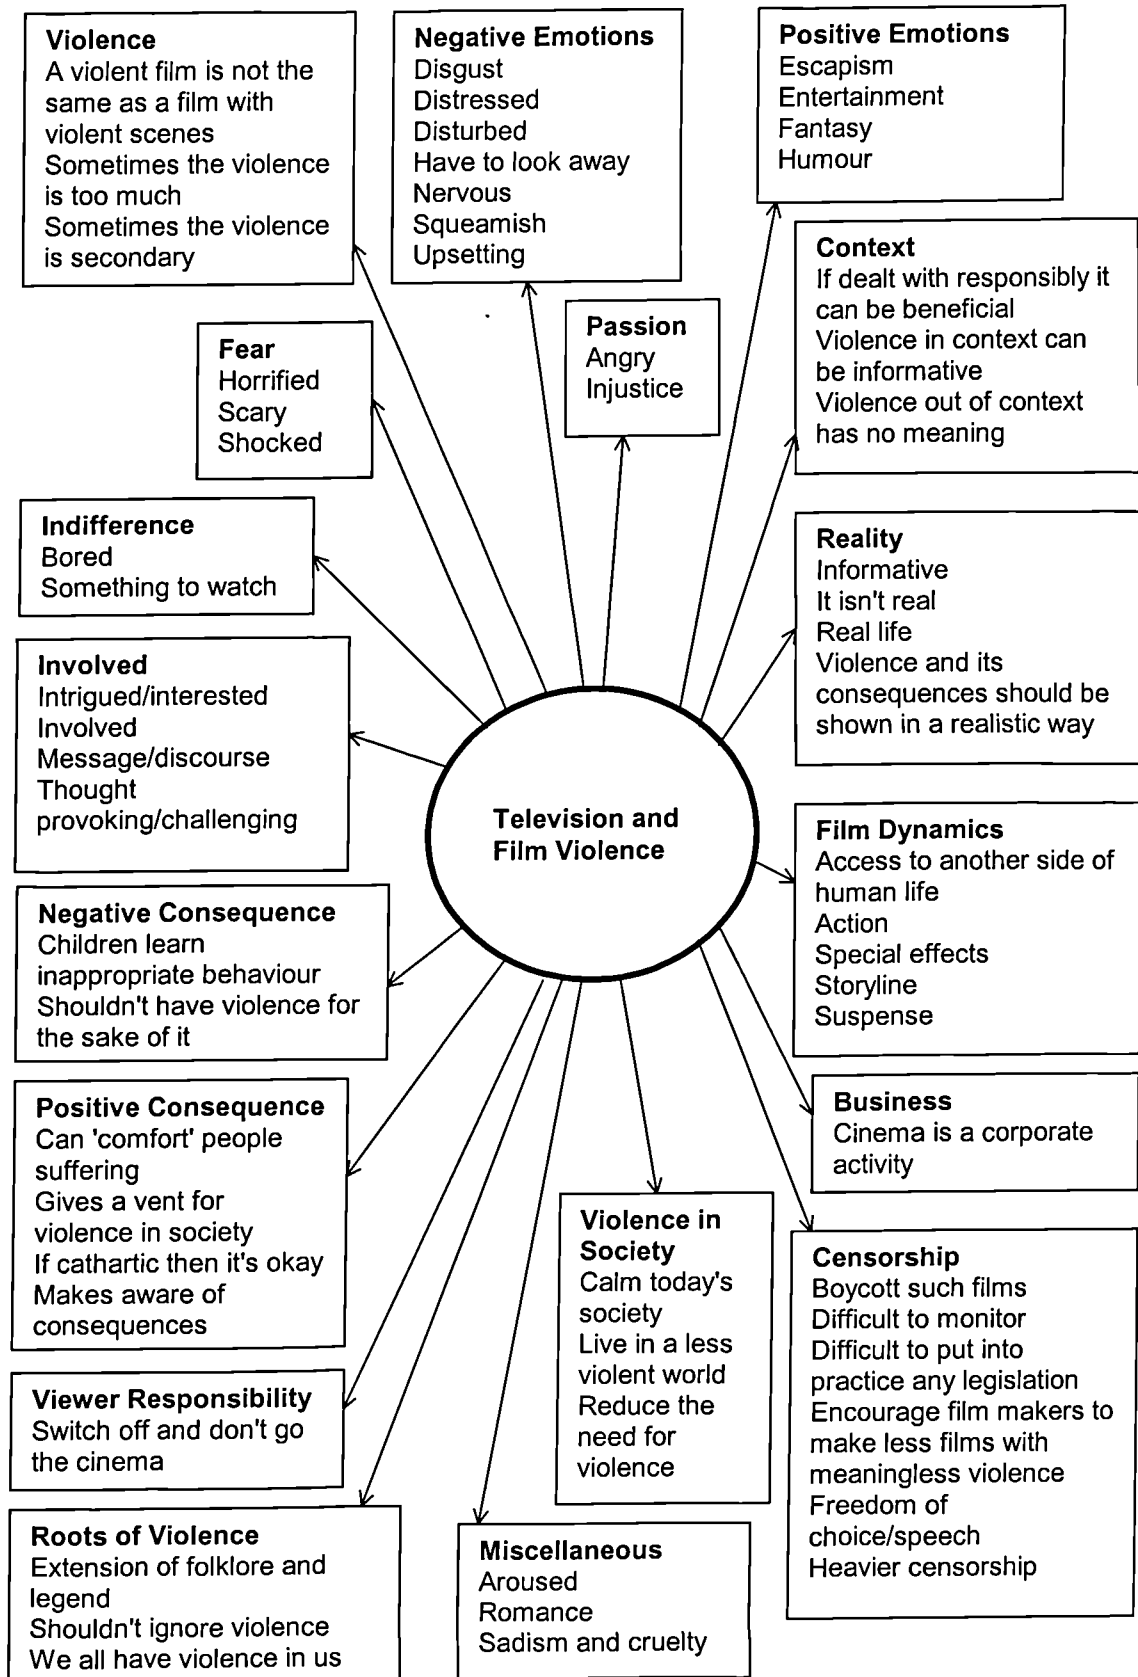 Violence
A violent film is not the
same as a film with
violent scenes
Sometimes the violence
is too much
Sometimes the violence
is secondary
Negative Emotions
Disgust
Distressed
Disturbed
Have to look away
Nervous
Squeamish
Upsetting
Positive Emotions
Escapism
Entertainment
Fantasy
Humour
Context
If dealt with responsibly it
can be beneficial
Violence in context can
be informative
Violence out of context
has no meaning
Fear
Horrified
Scary
Shocked
Passion
Angry
Injustice
Indifference
Bored
Something to watch
Reality
Informative
It isn't real
Real life
Violence and its
consequences should be
shown in a realistic way
Involved
Intrigued/interested
Involved
Message/discourse
Thought
provoking/challenging
Television and
Film Violence
Film Dynamics
Access to another side of
human life
Action
Special effects
Storyline
Suspense
Negative Consequence
Children learn
inappropriate behaviour
Shouldn't have violence for
the sake of it
Business
Cinema is a corporate
activity
Positive Consequence
Can 'comfort' people
suffering
Gives a vent for
violence in society
If cathartic then it's okay
Makes aware of
consequences
Violence in
Society
Calm today's
society
Live in a less
violent world
Reduce the
need for
violence
Censorship
Boycott such films
Difficult to monitor
Difficult to put into
practice any legislation
Encourage film makers to
make less films with
meaningless violence
Freedom of
choice/speech
Heavier censorship
Viewer Responsibility
Switch off and don't go
the cinema
Roots of Violence
Extension of folklore and
legend
Shouldn't ignore violence
We all have violence in us
Miscellaneous
Aroused
Romance
Sadism and cruelty